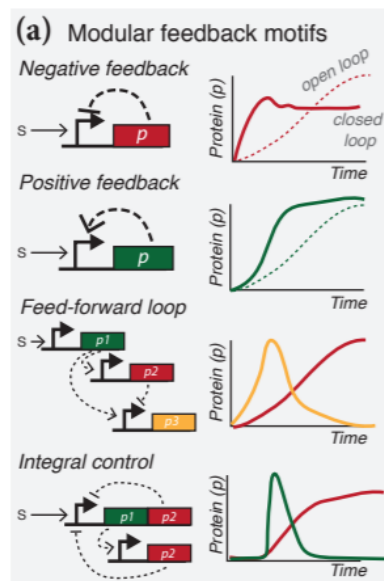 (a) Modular feedback motifs
Negative feedback
S
p
Protein (p)
open loop
closed
loop
Time
Positive feedback
S
p
Protein (p)
Time
Feed-forward loop
S
p1
p2
p3
Protein (p)
Time
Integral control
S
p1
p2
p2
Protein (p)
Time